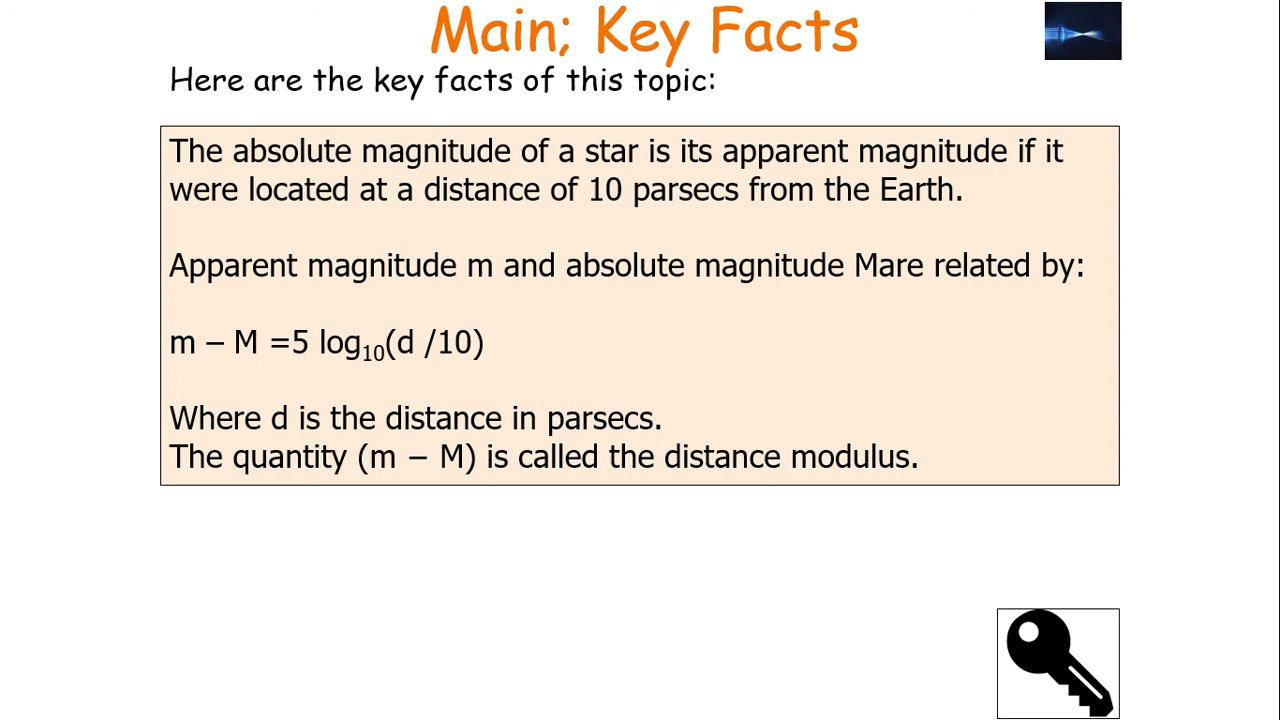 Main; Key Facts
Here are the key facts of this topic:
The absolute magnitude of a star is its apparent magnitude if it
were located at a distance of 10 parsecs from the Earth.
Apparent magnitude m and absolute magnitude Mare related by:
m – M =5 log₁₀(d /10)
Where d is the distance in parsecs.
The quantity (m − M) is called the distance modulus.